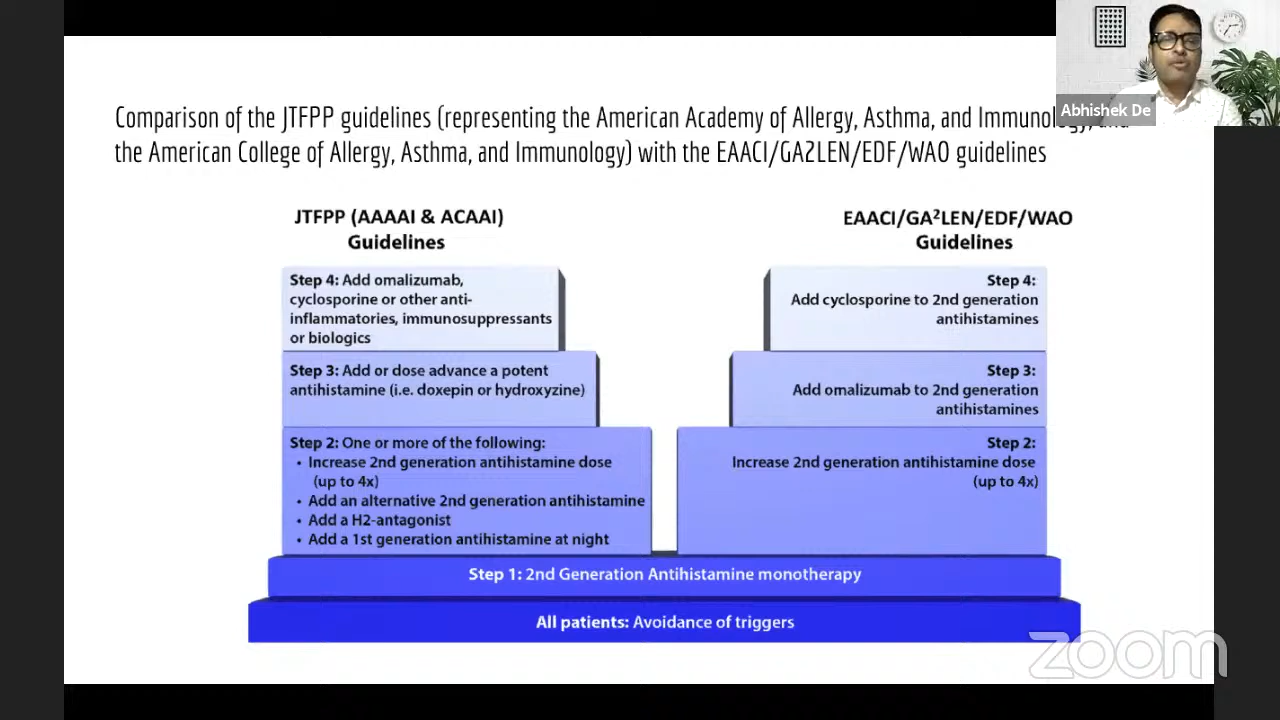 Comparison of the JTFPP guidelines (representing the American Academy of Allergy, Asthma, and Immunology, and
the American College of Allergy, Asthma, and Immunology) with the EAACI/GA2LEN/EDF/WAO guidelines
Abhishek De
JTFPP (AAAAI & ACAAI)
Guidelines
Step 4: Add omalizumab,
cyclosporine or other anti-
inflammatories, immunosuppressants
or biologics
Step 3: Add or dose advance a potent
antihistamine (i.e. doxepin or hydroxyzine)
Step 2: One or more of the following:
• Increase 2nd generation antihistamine dose
(up to 4x)
• Add an alternative 2nd generation antihistamine
• Add a H2-antagonist
• Add a 1st generation antihistamine at night
EAACI/GA²LEN/EDF/WAO
Guidelines
Step 4:
Add cyclosporine to 2nd generation
antihistamines
Step 3:
Add omalizumab to 2nd generation
antihistamines
Step 2:
Increase 2nd generation antihistamine dose
(up to 4x)
Step 1: 2nd Generation Antihistamine monotherapy
All patients: Avoidance of triggers
zoom